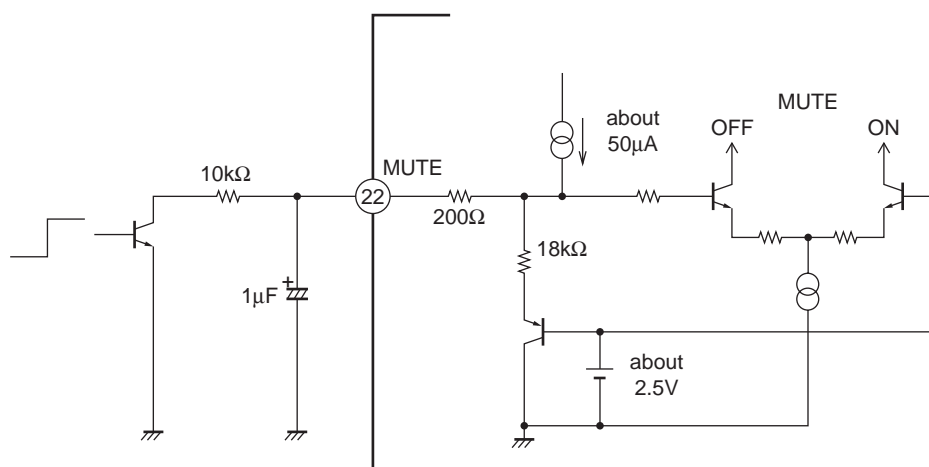 about
50μA
MUTE
OFF
ON
10kΩ
MUTE
22
200Ω
18kΩ
+
1μF
about
2.5V